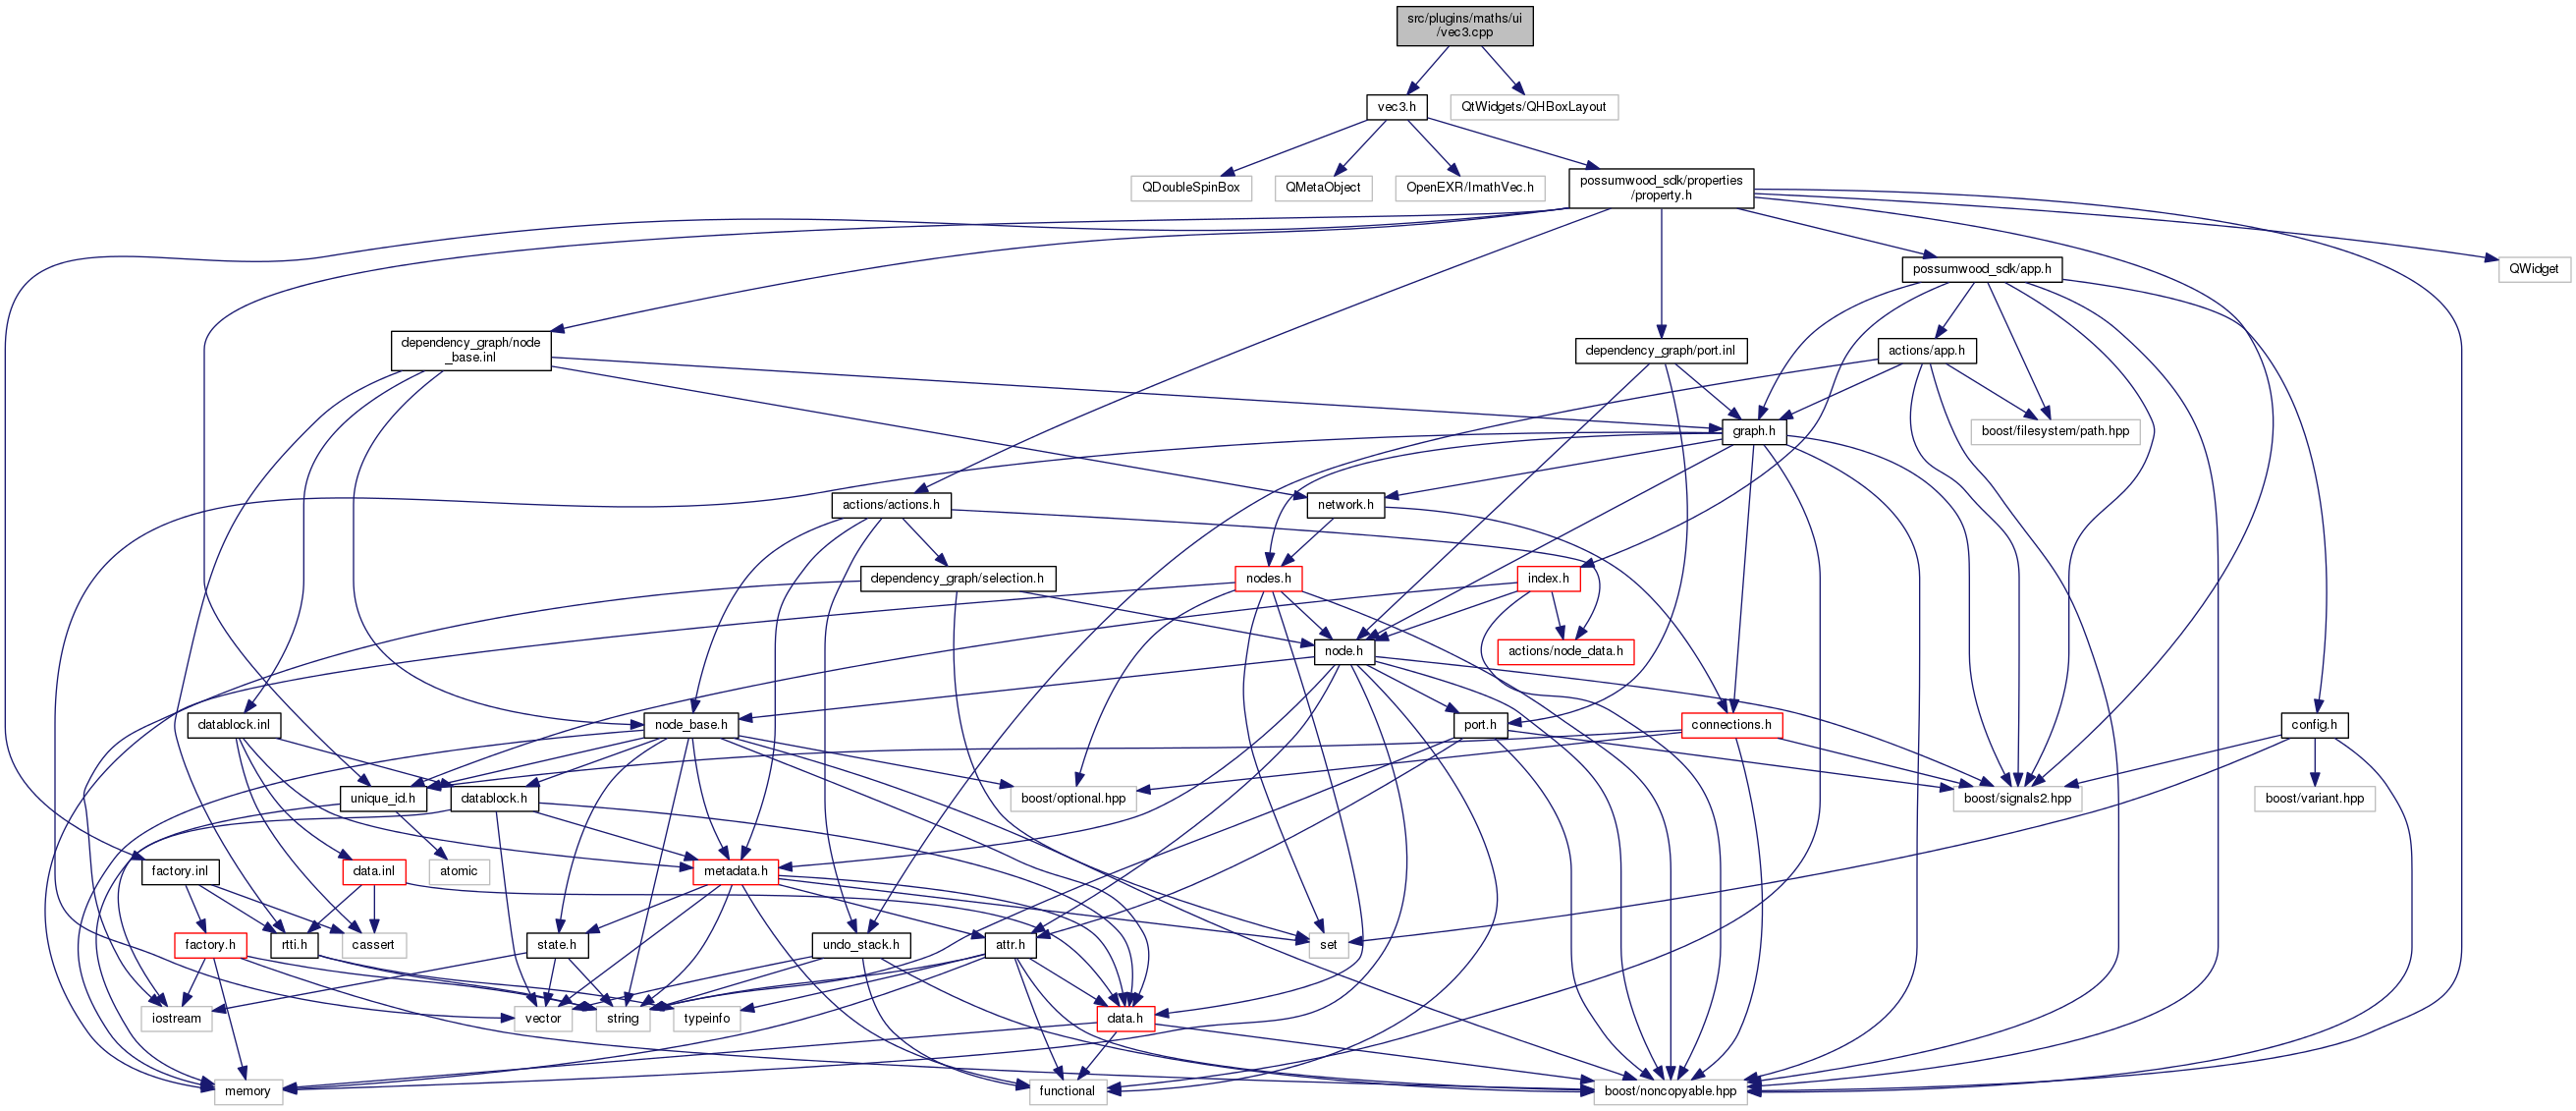 src/plugins/maths/ui
/vec3.cpp
vec3.h
QtWidgets/QHBoxLayout
QDoubleSpinBox
QMetaObject
OpenEXR/ImathVec.h
possumwood_sdk/properties
/property.h
possumwood_sdk/app.h
QWidget
dependency_graph/node
_base.inl
dependency_graph/port.inl
actions/app.h
graph.h
boost/filesystem/path.hpp
actions/actions.h
network.h
dependency_graph/selection.h
nodes.h
index.h
node.h
actions/node_data.h
datablock.inl
node_base.h
port.h
connections.h
config.h
unique_id.h
datablock.h
boost/optional.hpp
boost/signals2.hpp
boost/variant.hpp
factory.inl
data.inl
atomic
metadata.h
factory.h
rtti.h
cassert
state.h
undo_stack.h
attr.h
set
iostream
vector
string
typeinfo
data.h
memory
functional
boost/noncopyable.hpp